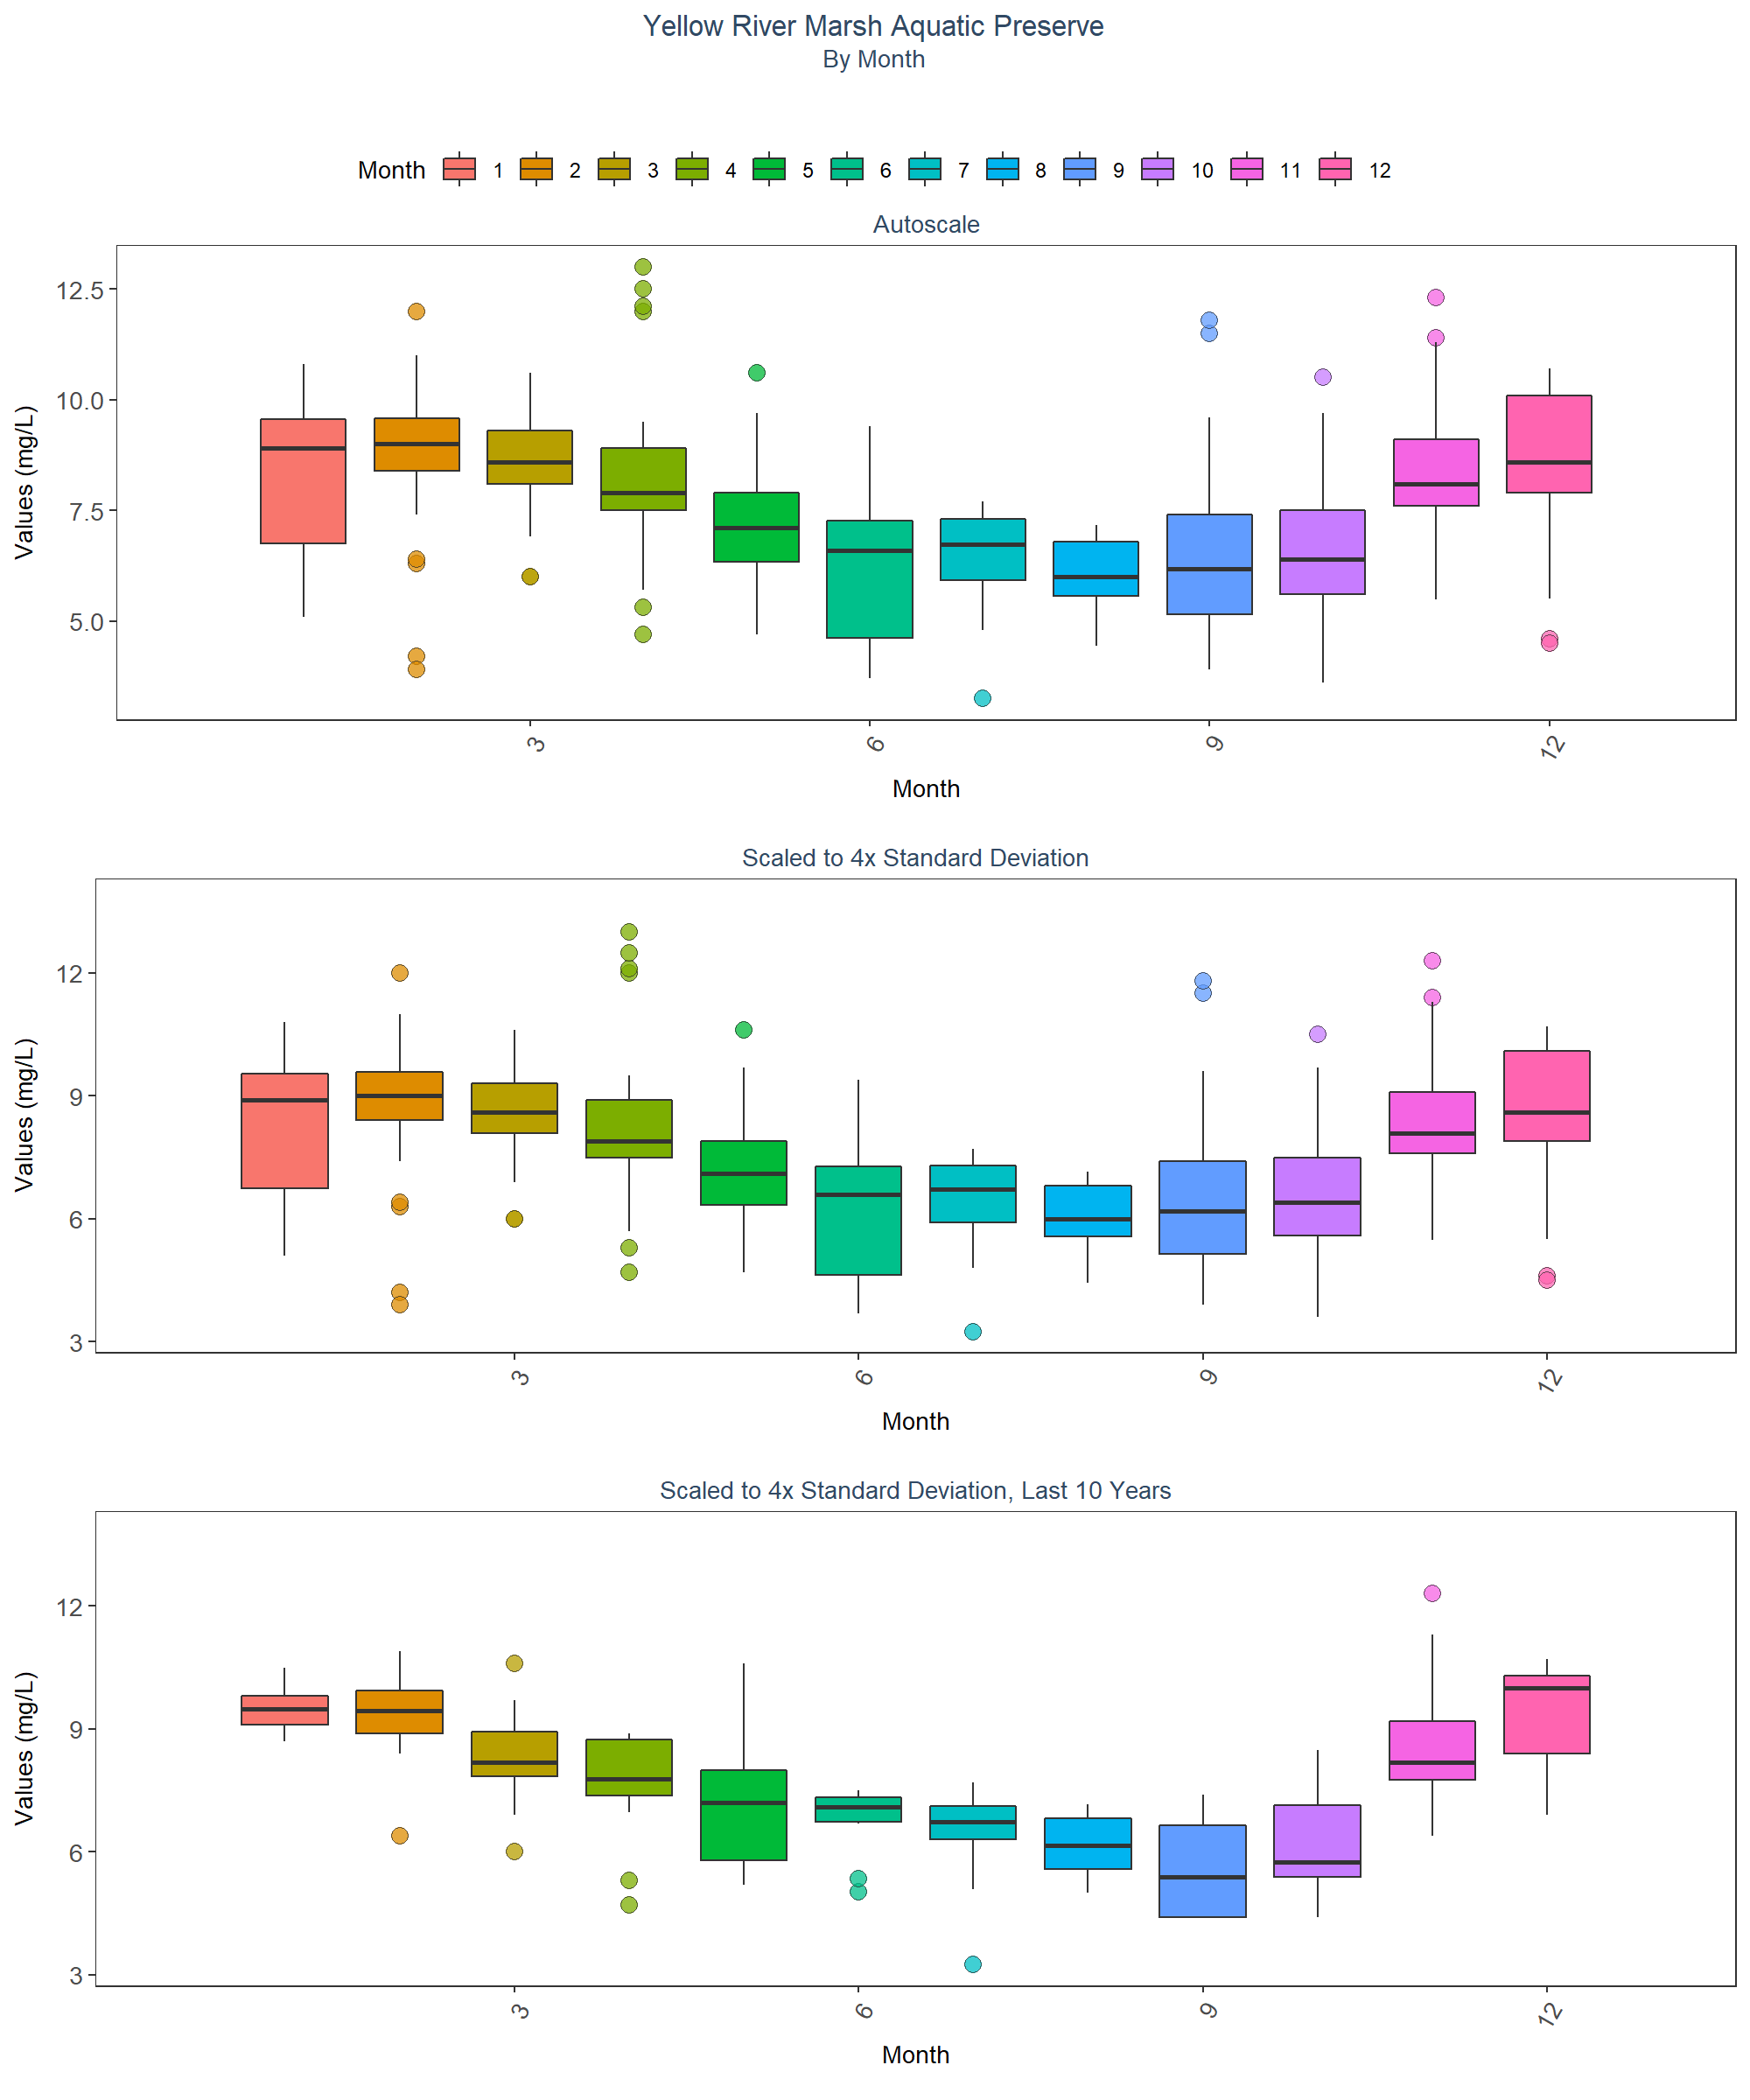 Yellow River Marsh Aquatic Preserve
By Month
Month 1 2 3 4 5 6 7 8 9 10 11 12
Autoscale
Values (mg/L)
12.5
10.0
7.5
5.0
3 6 9 12
Month
Scaled to 4x Standard Deviation
Values (mg/L)
12
9
6
3
3 6 9 12
Month
Scaled to 4x Standard Deviation, Last 10 Years
Values (mg/L)
12
9
6
3
3 6 9 12
Month